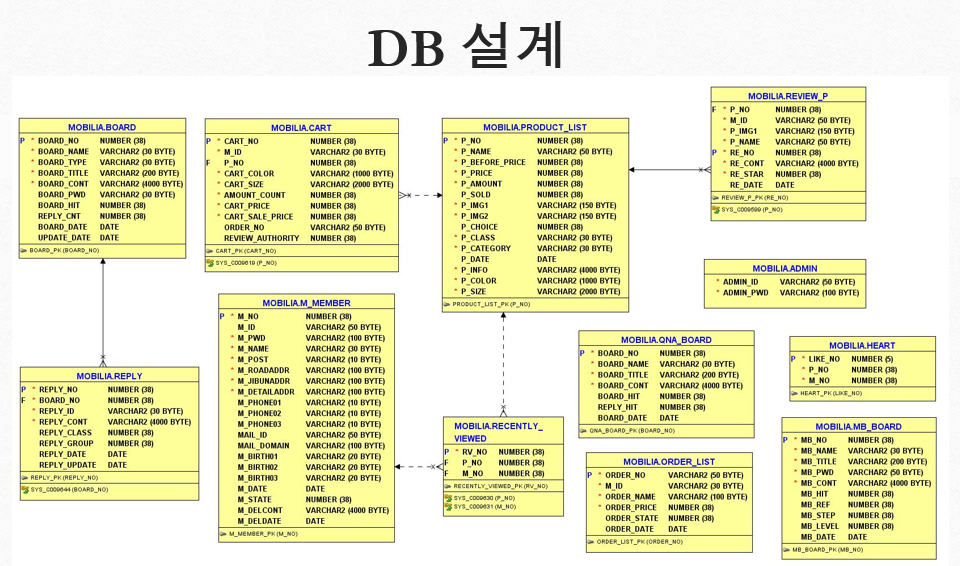 DB 설계
MOBILIA.BOARD
P * BOARD_NO NUMBER (38)
* BOARD_NAME VARCHAR2 (30 BYTE)
* BOARD_TYPE VARCHAR2 (30 BYTE)
* BOARD_TITLE VARCHAR2 (200 BYTE)
* BOARD_CONT VARCHAR2 (4000 BYTE)
* BOARD_PWD VARCHAR2 (30 BYTE)
BOARD_HIT NUMBER (38)
REPLY_CNT NUMBER (38)
BOARD_DATE DATE
UPDATE_DATE DATE
BOARD_PK (BOARD_NO)
MOBILIA.CART
P * CART_NO NUMBER (38)
* M_ID VARCHAR2 (30 BYTE)
F P_NO NUMBER (38)
* CART_COLOR VARCHAR2 (1000 BYTE)
* CART_SIZE VARCHAR2 (2000 BYTE)
* AMOUNT_COUNT NUMBER (38)
* CART_PRICE NUMBER (38)
* CART_SALE_PRICE NUMBER (38)
ORDER_NO VARCHAR2 (50 BYTE)
REVIEW_AUTHORITY NUMBER (38)
CART_PK (CART_NO)
SYS_C009619 (P_NO)
MOBILIA.PRODUCT_LIST
P * P_NO NUMBER (38)
* P_NAME VARCHAR2 (50 BYTE)
* P_BEFORE_PRICE NUMBER (38)
* P_PRICE NUMBER (38)
* P_AMOUNT NUMBER (38)
P_SOLD NUMBER (38)
* P_IMG1 VARCHAR2 (150 BYTE)
* P_IMG2 VARCHAR2 (150 BYTE)
P_CHOICE NUMBER (38)
* P_CLASS VARCHAR2 (30 BYTE)
* P_CATEGORY VARCHAR2 (30 BYTE)
P_DATE DATE
* P_INFO VARCHAR2 (4000 BYTE)
* P_COLOR VARCHAR2 (1000 BYTE)
* P_SIZE VARCHAR2 (2000 BYTE)
PRODUCT_LIST_PK (P_NO)
MOBILIA.REVIEW_P
F * P_NO NUMBER (38)
* M_ID VARCHAR2 (50 BYTE)
* P_IMG1 VARCHAR2 (150 BYTE)
* P_NAME VARCHAR2 (50 BYTE)
P * RE_NO NUMBER (38)
* RE_CONT VARCHAR2 (4000 BYTE)
* RE_STAR NUMBER (38)
RE_DATE DATE
REVIEW_P_PK (RE_NO)
SYS_C009599 (P_NO)
MOBILIA.ADMIN
* ADMIN_ID VARCHAR2 (50 BYTE)
* ADMIN_PWD VARCHAR2 (100 BYTE)
MOBILIA.REPLY
P * REPLY_NO NUMBER (38)
F * BOARD_NO NUMBER (38)
* REPLY_ID VARCHAR2 (30 BYTE)
* REPLY_CONT VARCHAR2 (4000 BYTE)
REPLY_CLASS NUMBER (38)
REPLY_GROUP NUMBER (38)
REPLY_DATE DATE
REPLY_UPDATE DATE
REPLY_PK (REPLY_NO)
SYS_C009644 (BOARD_NO)
MOBILIA.M_MEMBER
P * M_NO NUMBER (38)
* M_ID VARCHAR2 (50 BYTE)
* M_PWD VARCHAR2 (100 BYTE)
* M_NAME VARCHAR2 (30 BYTE)
* M_POST VARCHAR2 (10 BYTE)
* M_ROADADDR VARCHAR2 (100 BYTE)
* M_JIBUNADDR VARCHAR2 (100 BYTE)
* M_DETAILADDR VARCHAR2 (100 BYTE)
M_PHONE01 VARCHAR2 (10 BYTE)
M_PHONE02 VARCHAR2 (10 BYTE)
M_PHONE03 VARCHAR2 (10 BYTE)
MAIL_ID VARCHAR2 (50 BYTE)
MAIL_DOMAIN VARCHAR2 (100 BYTE)
M_BIRTH01 VARCHAR2 (20 BYTE)
M_BIRTH02 VARCHAR2 (20 BYTE)
M_BIRTH03 VARCHAR2 (20 BYTE)
M_DATE DATE
M_STATE NUMBER (38)
M_DELCONT VARCHAR2 (4000 BYTE)
M_DELDATE DATE
M_MEMBER_PK (M_NO)
MOBILIA.RECENTLY_
VIEWED
P * RV_NO NUMBER (38)
F P_NO NUMBER (38)
F M_NO NUMBER (38)
RECENTLY_VIEWED_PK (RV_NO)
SYS_C009630 (P_NO)
SYS_C009631 (M_NO)
MOBILIA.QNA_BOARD
P * BOARD_NO NUMBER (38)
* BOARD_NAME VARCHAR2 (30 BYTE)
* BOARD_TITLE VARCHAR2 (200 BYTE)
* BOARD_CONT VARCHAR2 (4000 BYTE)
BOARD_HIT NUMBER (38)
REPLY_HIT NUMBER (38)
BOARD_DATE DATE
QNA_BOARD_PK (BOARD_NO)
MOBILIA.HEART
P * LIKE_NO NUMBER (5)
* P_NO NUMBER (38)
* M_NO NUMBER (38)
HEART_PK (LIKE_NO)
MOBILIA.ORDER_LIST
P * ORDER_NO VARCHAR2 (50 BYTE)
* M_ID VARCHAR2 (30 BYTE)
* ORDER_NAME VARCHAR2 (100 BYTE)
* ORDER_PRICE NUMBER (38)
ORDER_STATE NUMBER (38)
ORDER_DATE DATE
ORDER_LIST_PK (ORDER_NO)
MOBILIA.MB_BOARD
P * MB_NO NUMBER (38)
* MB_NAME VARCHAR2 (30 BYTE)
* MB_TITLE VARCHAR2 (200 BYTE)
* MB_PWD VARCHAR2 (50 BYTE)
* MB_CONT VARCHAR2 (4000 BYTE)
MB_HIT NUMBER (38)
MB_REF NUMBER (38)
MB_STEP NUMBER (38)
MB_LEVEL NUMBER (38)
MB_DATE DATE
MB_BOARD_PK (MB_NO)